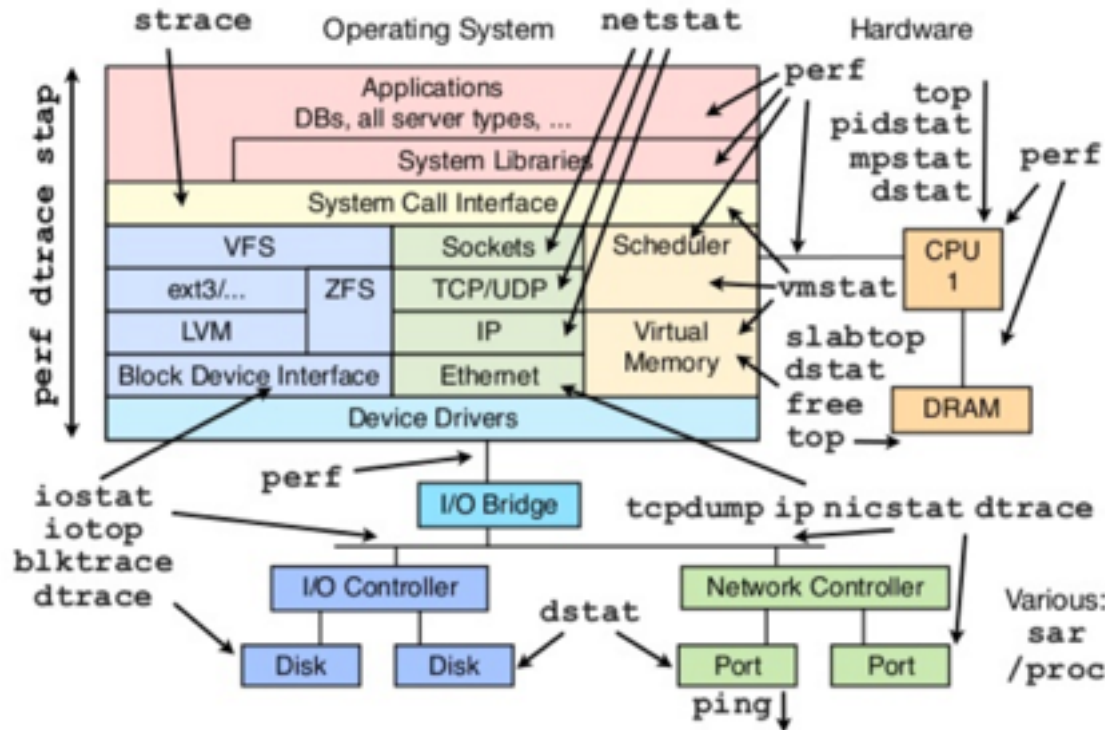 strace
Operating System
netstat
Hardware
perf dtrace stap
Applications
DBs, all server types, ...
System Libraries
System Call Interface
VFS
Sockets
Scheduler
ext3/...
ZFS
TCP/UDP
LVM
IP
Virtual
Memory
Block Device Interface
Ethernet
Device Drivers
perf
top
pidstat
mpstat
dstat
perf
CPU
1
vmstat
slabtop
dstat
free
top
DRAM
perf
I/O Bridge
iostat
iotop
blktrace
dtrace
tcpdump ip nicstat dtrace
I/O Controller
Network Controller
Disk
Disk
dstat
Port
Port
ping
Various:
sar
/proc